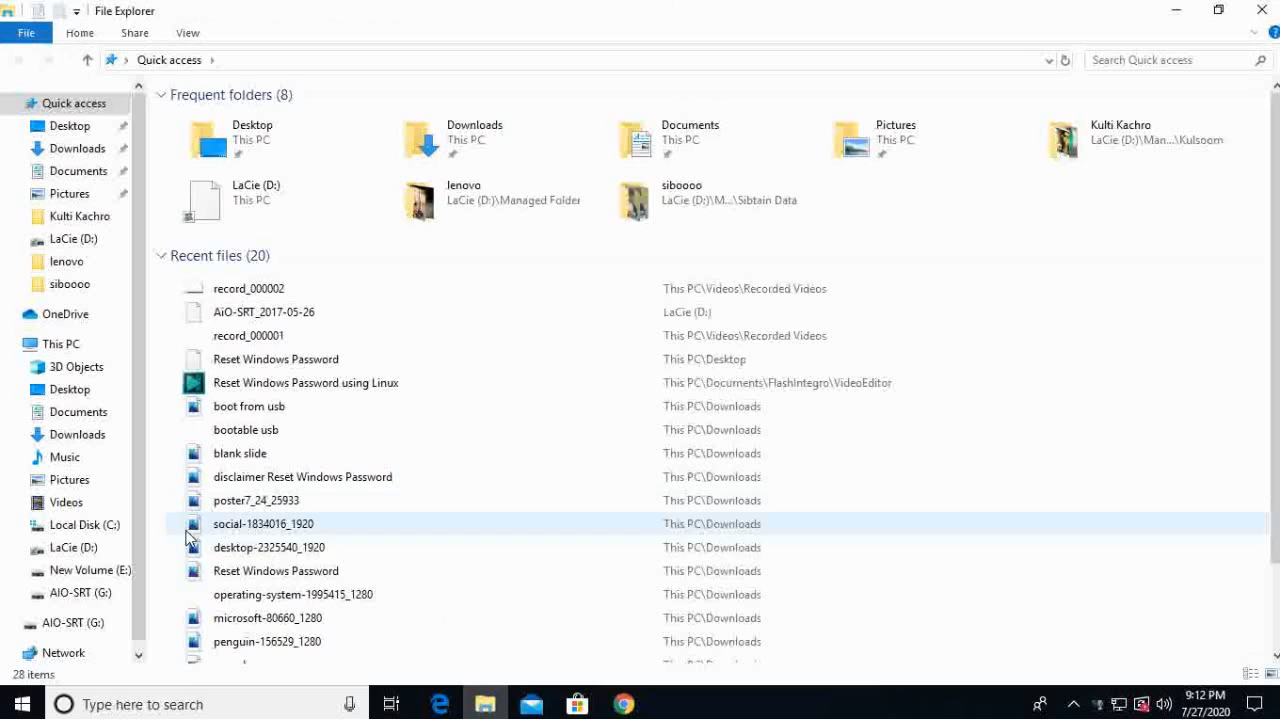 File Explorer
File Home Share View
Quick access Search Quick access
Quick access
Desktop
Downloads
Documents
Pictures
Kulti Kachro
LaCie (D:)
lenovo
siboooo
OneDrive
This PC
3D Objects
Desktop
Documents
Downloads
Music
Pictures
Videos
Local Disk (C:)
LaCie (D:)
New Volume (E:)
AIO-SRT (G:)
AIO-SRT (G:)
Network
Frequent folders (8)
Desktop
This PC
Downloads
This PC
Documents
This PC
Pictures
This PC
Kulti Kachro
LaCie (D:)\Man...\Kulsoom
LaCie (D:)
This PC
lenovo
LaCie (D:)\Managed Folder
siboooo
LaCie (D:)\M...\Sibtain Data
Recent files (20)
record_000002 This PC\Videos\Recorded Videos
AiO-SRT_2017-05-26 LaCie (D:)
record_000001 This PC\Videos\Recorded Videos
Reset Windows Password This PC\Desktop
Reset Windows Password using Linux This PC\Documents\FlashIntegro\VideoEditor
boot from usb This PC\Downloads
bootable usb This PC\Downloads
blank slide This PC\Downloads
disclaimer Reset Windows Password This PC\Downloads
poster7_24_25933 This PC\Downloads
social-1834016_1920 This PC\Downloads
desktop-2325540_1920 This PC\Downloads
Reset Windows Password This PC\Downloads
operating-system-1995415_1280 This PC\Downloads
microsoft-80660_1280 This PC\Downloads
penguin-156529_1280 This PC\Downloads
28 items
Type here to search
9:12 PM
7/27/2020